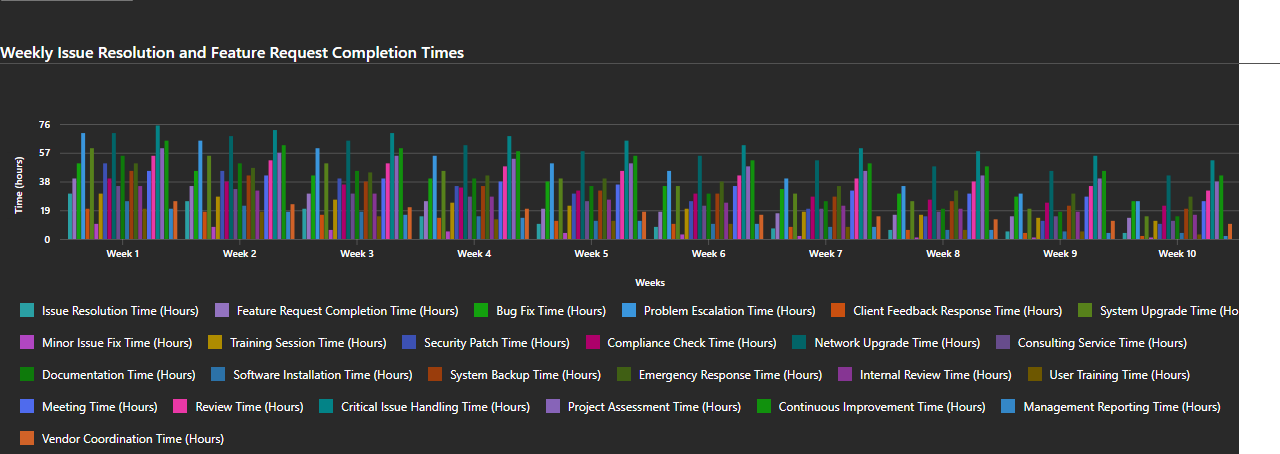 Weekly Issue Resolution and Feature Request Completion Times
76
57
38
19
0
Time (hours)
Week 1 Week 2 Week 3 Week 4 Week 5 Week 6 Week 7 Week 8 Week 9 Week 10
Weeks
Issue Resolution Time (Hours) Feature Request Completion Time (Hours) Bug Fix Time (Hours) Problem Escalation Time (Hours) Client Feedback Response Time (Hours) System Upgrade Time (Ho
Minor Issue Fix Time (Hours) Training Session Time (Hours) Security Patch Time (Hours) Compliance Check Time (Hours) Network Upgrade Time (Hours) Consulting Service Time (Hours)
Documentation Time (Hours) Software Installation Time (Hours) System Backup Time (Hours) Emergency Response Time (Hours) Internal Review Time (Hours) User Training Time (Hours)
Meeting Time (Hours) Review Time (Hours) Critical Issue Handling Time (Hours) Project Assessment Time (Hours) Continuous Improvement Time (Hours) Management Reporting Time (Hours)
Vendor Coordination Time (Hours)